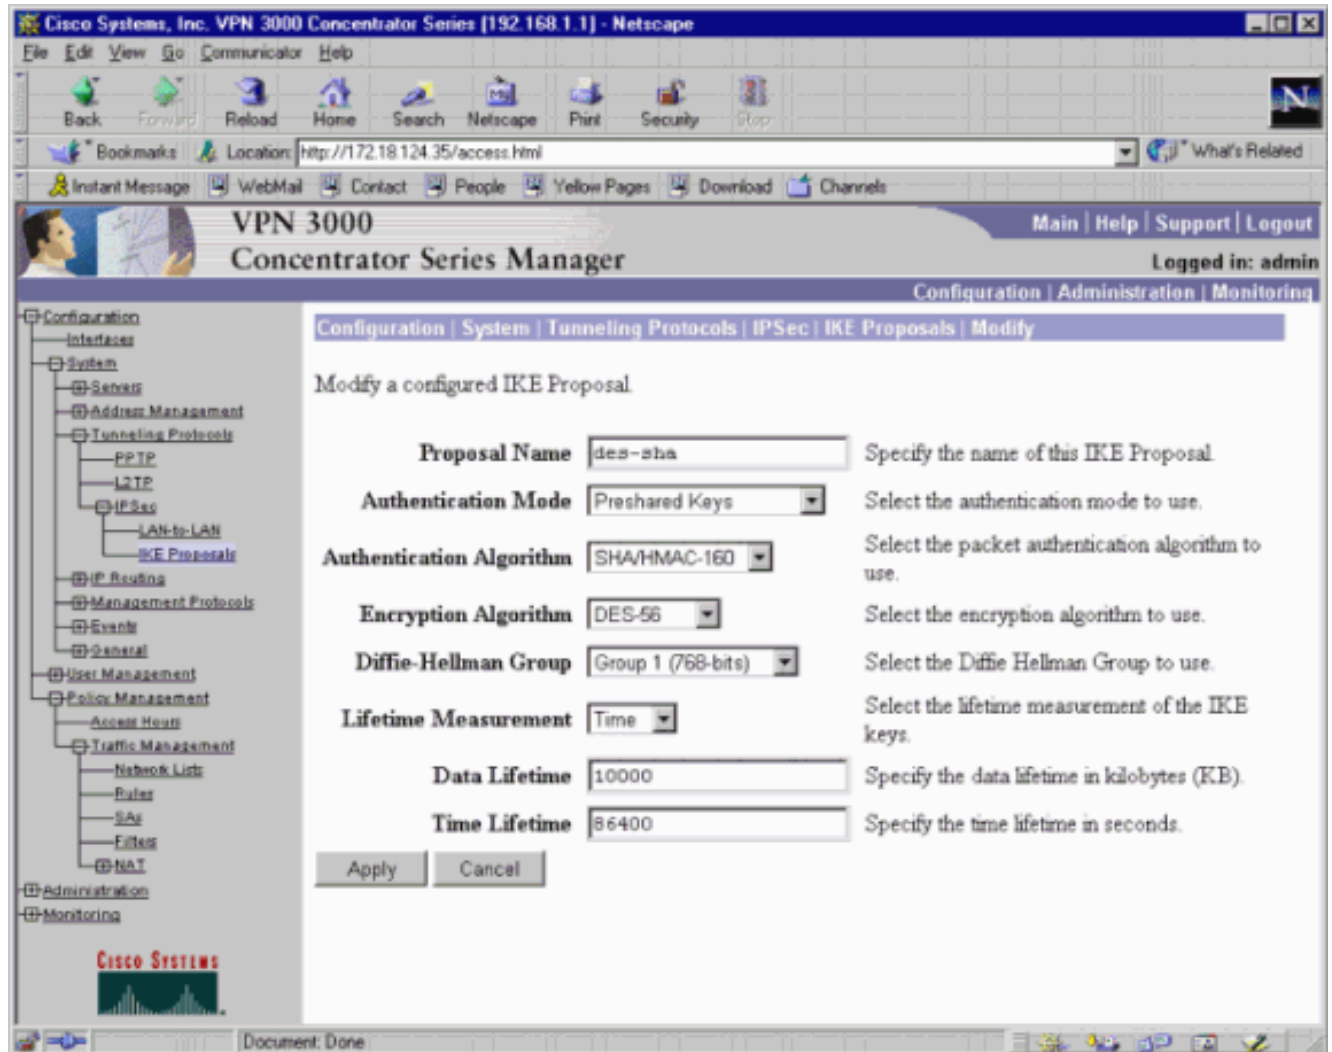 Cisco Systems, Inc. VPN 3000 Concentrator Series [192.168.1.1] - Netscape
File Edit View Go Communicator Help
Back Forward Reload Home Search Netscape Print Security Stop
Bookmarks Location: http://172.18.124.35/access.html What's Related
Instant Message WebMail Contact People Yellow Pages Download Channels
VPN 3000
Concentrator Series Manager
Main | Help | Support | Logout
Logged in: admin
Configuration | Administration | Monitoring
Configuration
Interfaces
System
Servers
Address Management
Tunneling Protocols
PPTP
L2TP
IPSec
LAN-to-LAN
IKE Proposals
IP Routing
Management Protocols
Events
General
User Management
Policy Management
Access Hours
Traffic Management
Network Lists
Rules
SAs
Filters
NAT
Administration
Monitoring
CISCO SYSTEMS
Configuration | System | Tunneling Protocols | IPSec | IKE Proposals | Modify
Modify a configured IKE Proposal.
Proposal Name des-sha Specify the name of this IKE Proposal.
Authentication Mode Preshared Keys Select the authentication mode to use.
Authentication Algorithm SHA/HMAC-160 Select the packet authentication algorithm to
use.
Encryption Algorithm DES-56 Select the encryption algorithm to use.
Diffie-Hellman Group Group 1 (768-bits) Select the Diffie Hellman Group to use.
Lifetime Measurement Time Select the lifetime measurement of the IKE
keys.
Data Lifetime 10000 Specify the data lifetime in kilobytes (KB).
Time Lifetime 86400 Specify the time lifetime in seconds.
Apply Cancel
Document: Done